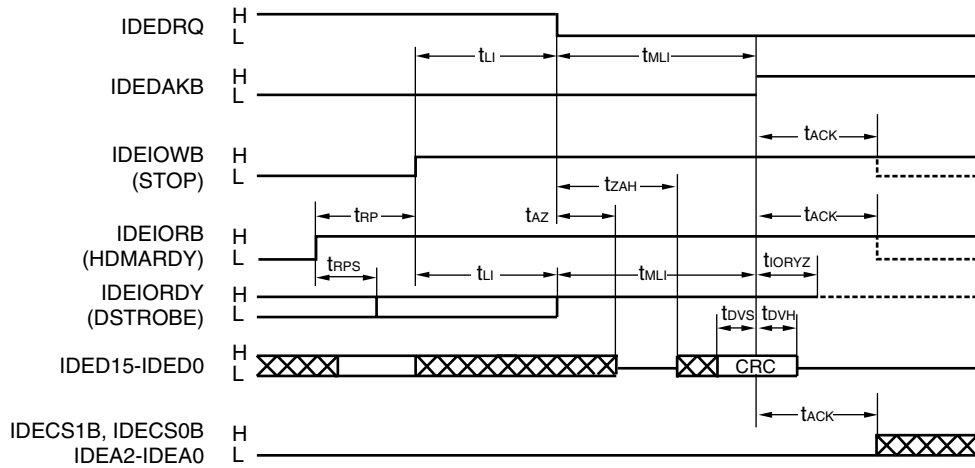 IDEDRQ
H
L
tLI
tMLI
IDEDAKB
H
L
tACK
IDEIOWB
(STOP)
H
L
tZAH
tRP
tAZ
tACK
IDEIORB
(HDMARDY)
H
L
tRPS
tLI
tMLI
tIORYZ
IDEIORDY
(DSTROBE)
H
L
tDVS
tDVH
IDED15-IDED0
H
L
CRC
tACK
IDECS1B, IDECS0B
IDEA2-IDEA0
H
L